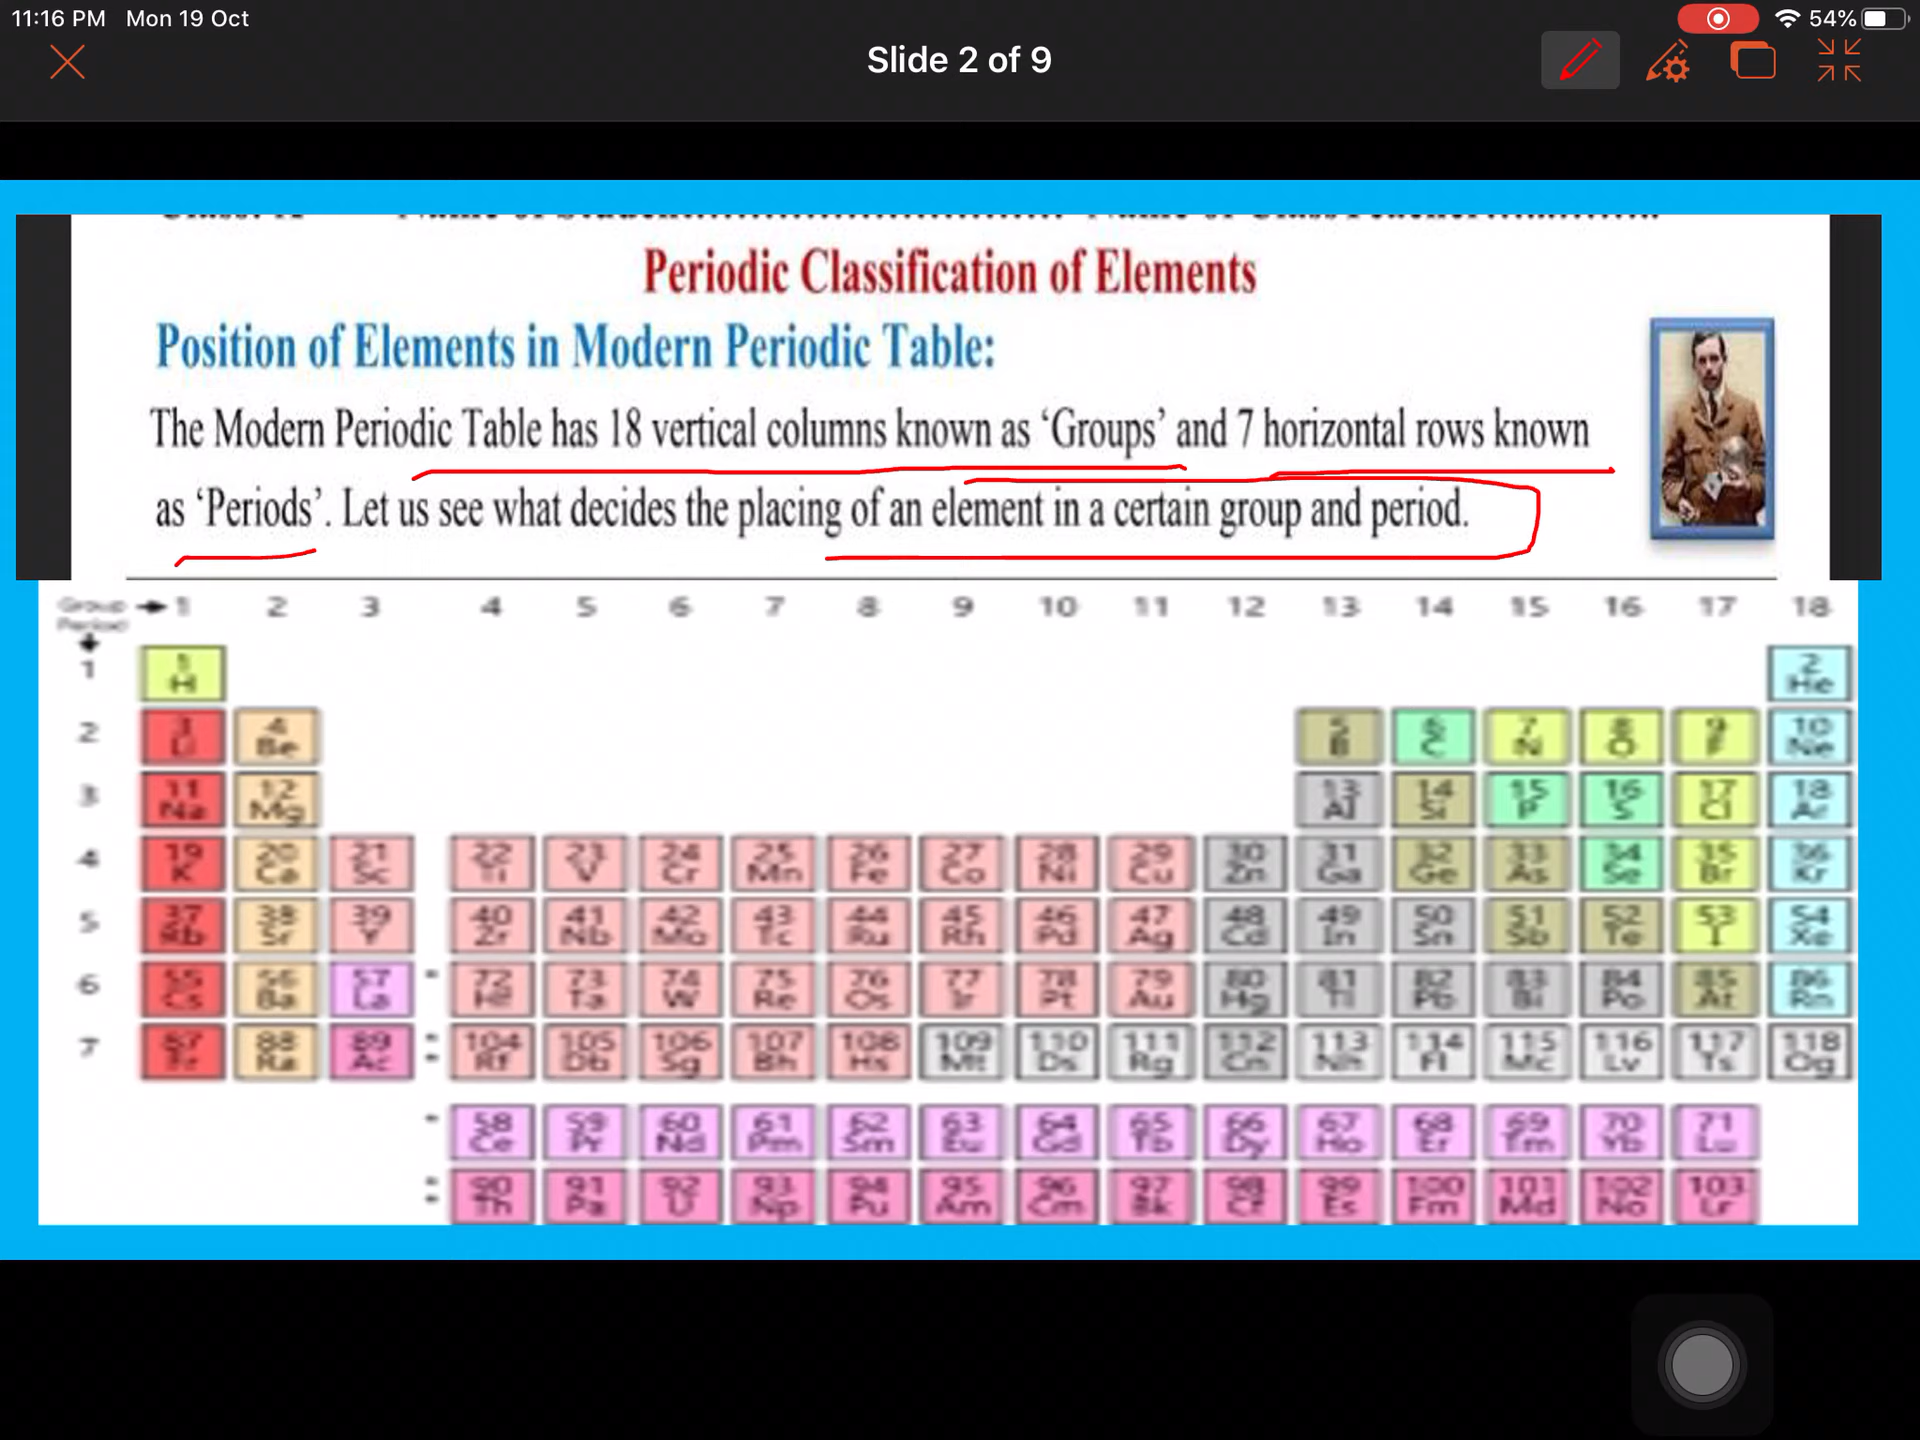 11:16 PM Mon 19 Oct
54%
Slide 2 of 9
Periodic Classification of Elements
Position of Elements in Modern Periodic Table:
The Modern Periodic Table has 18 vertical columns known as ‘Groups’ and 7 horizontal rows known
as ‘Periods’. Let us see what decides the placing of an element in a certain group and period.
Group 1 2 3 4 5 6 7 8 9 10 11 12 13 14 15 16 17 18
Period
1 1 H 2 He
2 3 Li 4 Be 5 B 6 C 7 N 8 O 9 F 10 Ne
3 11 Na 12 Mg 13 Al 14 Si 15 P 16 S 17 Cl 18 Ar
4 19 K 20 Ca 21 Sc 22 Ti 23 V 24 Cr 25 Mn 26 Fe 27 Co 28 Ni 29 Cu 30 Zn 31 Ga 32 Ge 33 As 34 Se 35 Br 36 Kr
5 37 Rb 38 Sr 39 Y 40 Zr 41 Nb 42 Mo 43 Tc 44 Ru 45 Rh 46 Pd 47 Ag 48 Cd 49 In 50 Sn 51 Sb 52 Te 53 I 54 Xe
6 55 Cs 56 Ba 57 La 72 Hf 73 Ta 74 W 75 Re 76 Os 77 Ir 78 Pt 79 Au 80 Hg 81 Tl 82 Pb 83 Bi 84 Po 85 At 86 Rn
7 87 Fr 88 Ra 89 Ac 104 Rf 105 Db 106 Sg 107 Bh 108 Hs 109 Mt 110 Ds 111 Rg 112 Cn 113 Nh 114 Fl 115 Mc 116 Lv 117 Ts 118 Og
58 Ce 59 Pr 60 Nd 61 Pm 62 Sm 63 Eu 64 Gd 65 Tb 66 Dy 67 Ho 68 Er 69 Tm 70 Yb 71 Lu
90 Th 91 Pa 92 U 93 Np 94 Pu 95 Am 96 Cm 97 Bk 98 Cf 99 Es 100 Fm 101 Md 102 No 103 Lr